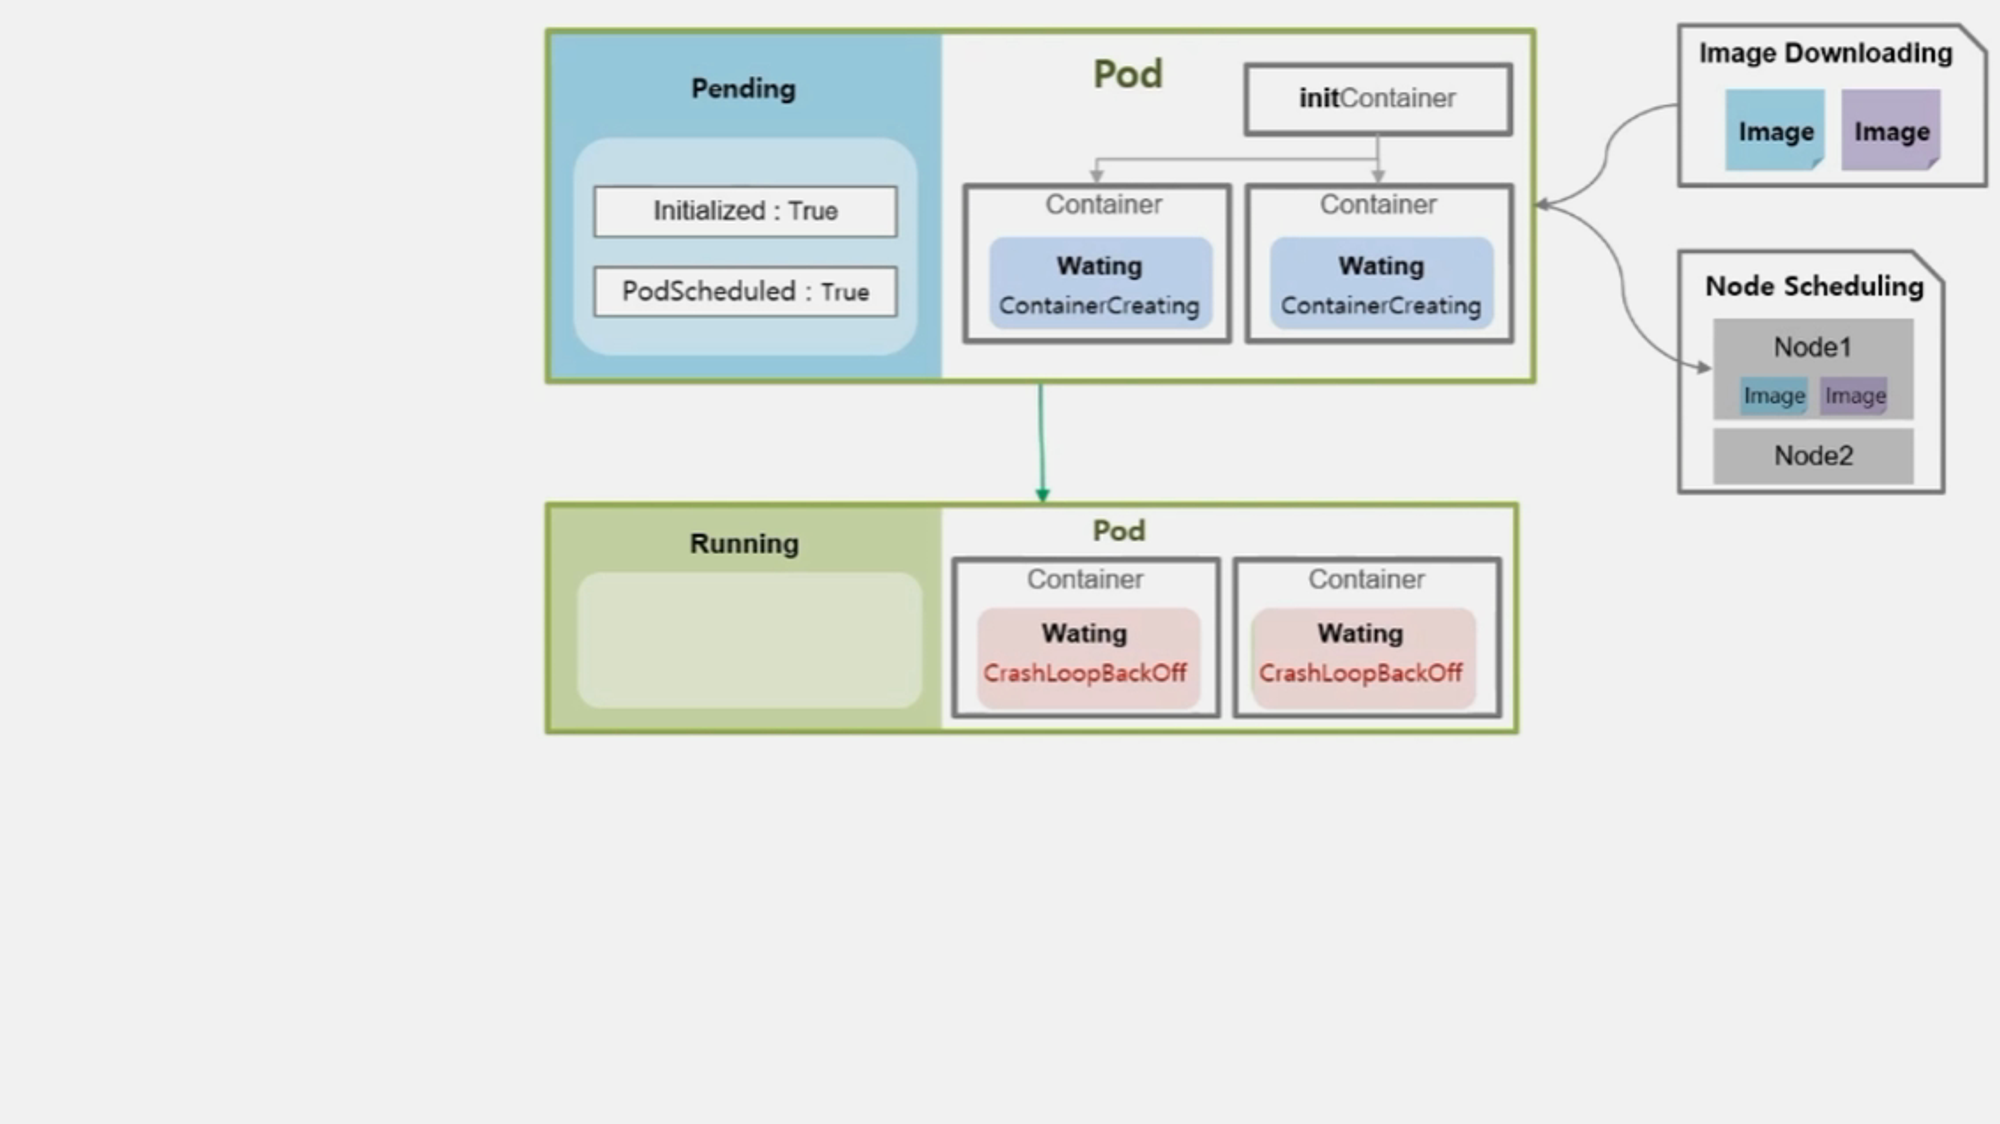 Pending
Initialized : True
PodScheduled : True
Pod
initContainer
Container
Wating
ContainerCreating
Container
Wating
ContainerCreating
Image Downloading
Image Image
Node Scheduling
Node1
Image Image
Node2
Running
Pod
Container
Wating
CrashLoopBackOff
Container
Wating
CrashLoopBackOff